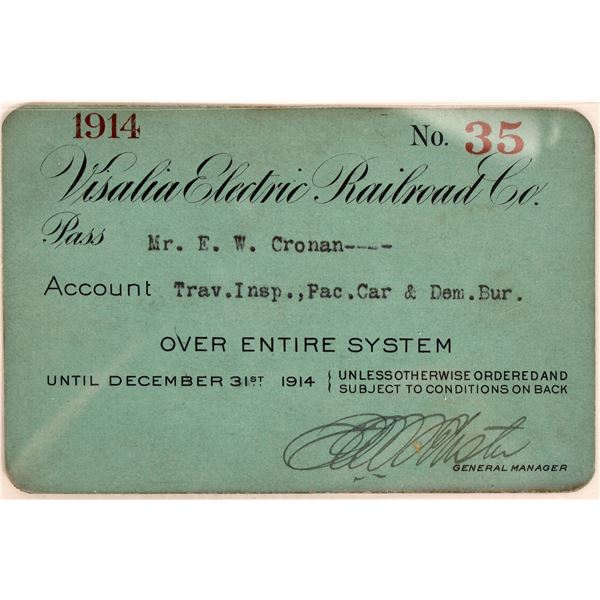 1914 No. 35
Visalia Electric Railroad Co.
Pass Mr. E. W. Cronan----
Account Trav.Insp.,Pac.Car & Dem.Bur.
OVER ENTIRE SYSTEM
UNTIL DECEMBER 31ST 1914 { UNLESS OTHERWISE ORDERED AND
SUBJECT TO CONDITIONS ON BACK
GENERAL MANAGER